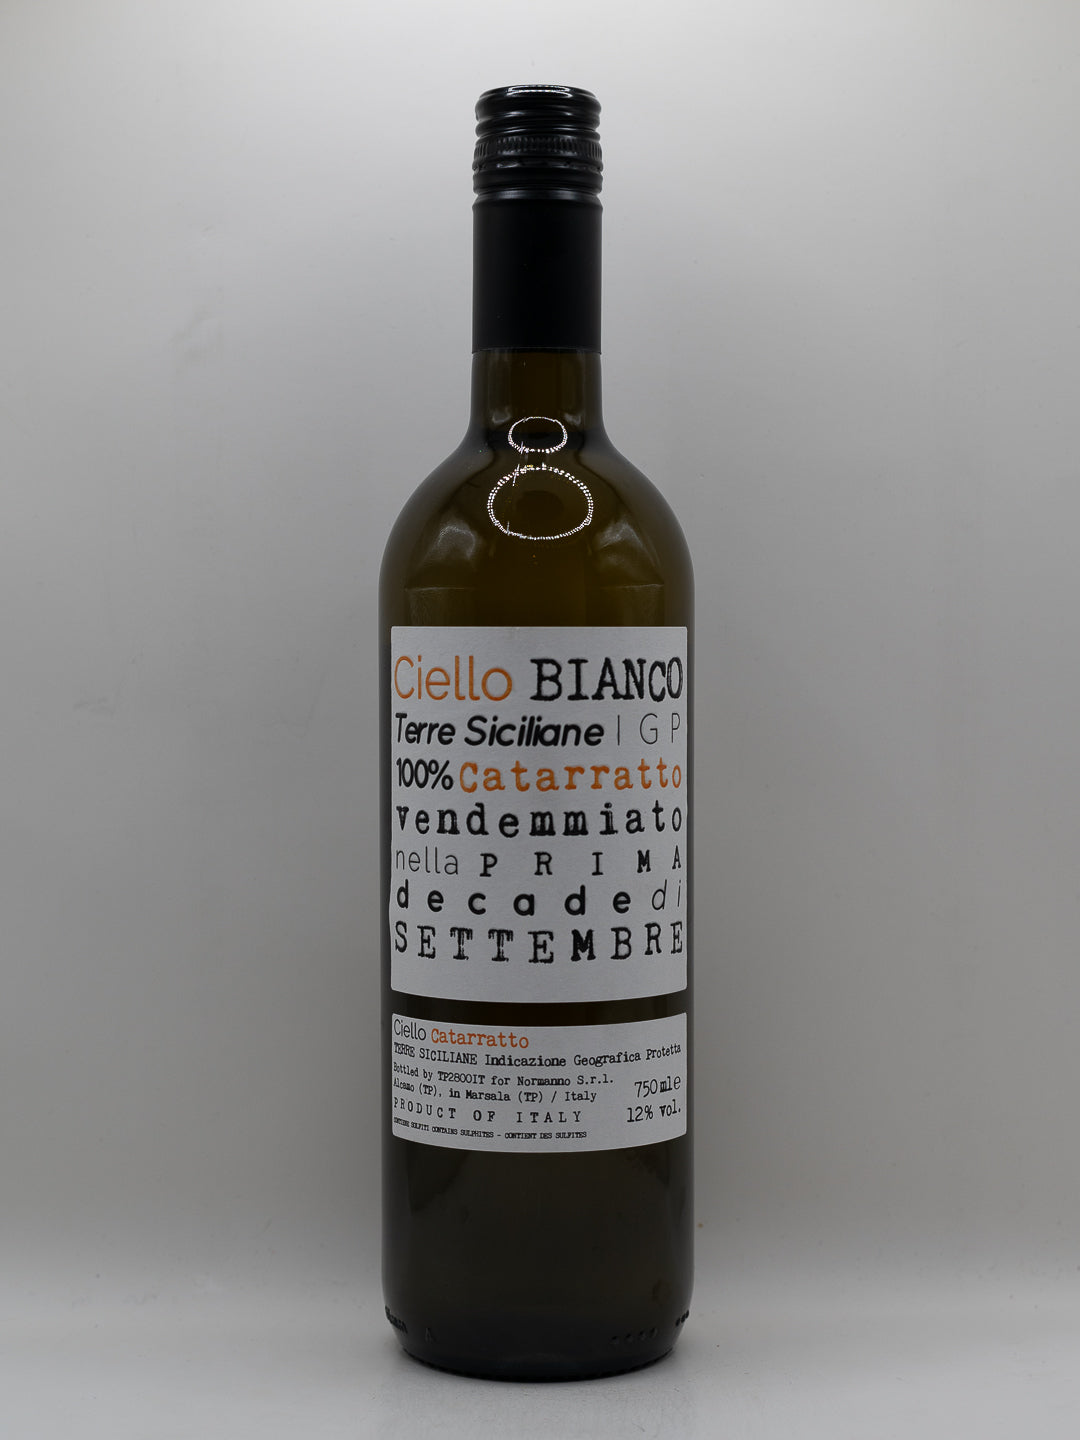 Ciello BIANCO
Terre Siciliane IGP
100% Catarratto
vendemmiato
nella PRIMA
decade di
SETTEMBRE
Ciello Catarratto
TERRE SICILIANE Indicazione Geografica Protetta
Bottled by TP2800IT for Normanno S.r.l.
Alcamo (TP), in Marsala (TP) / Italy
750 ml e
PRODUCT OF ITALY
12% vol.
CONTIENE SOLFITI CONTAINS SULPHITES - CONTIENT DES SULFITES